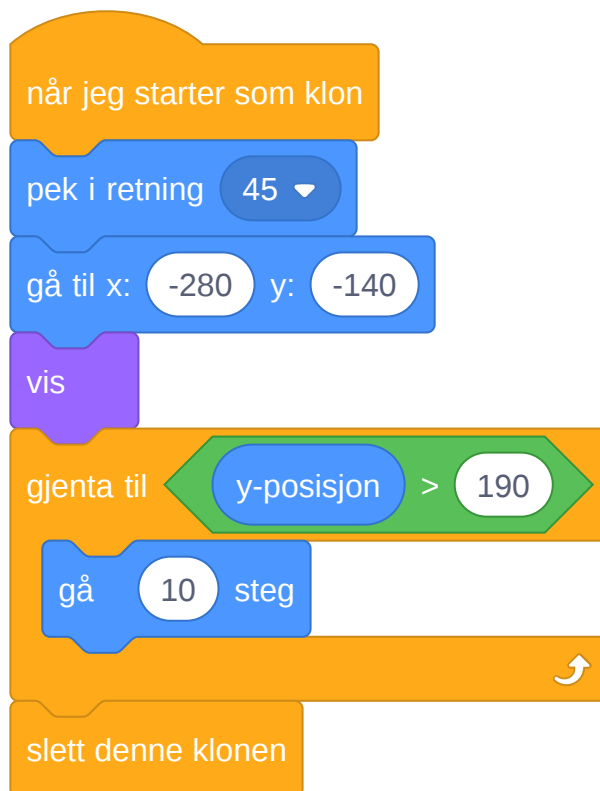 når jeg starter som klon
pek i retning 45
gå til x: -280 y: -140
vis
gjenta til y-posisjon > 190
gå 10 steg
slett denne klonen